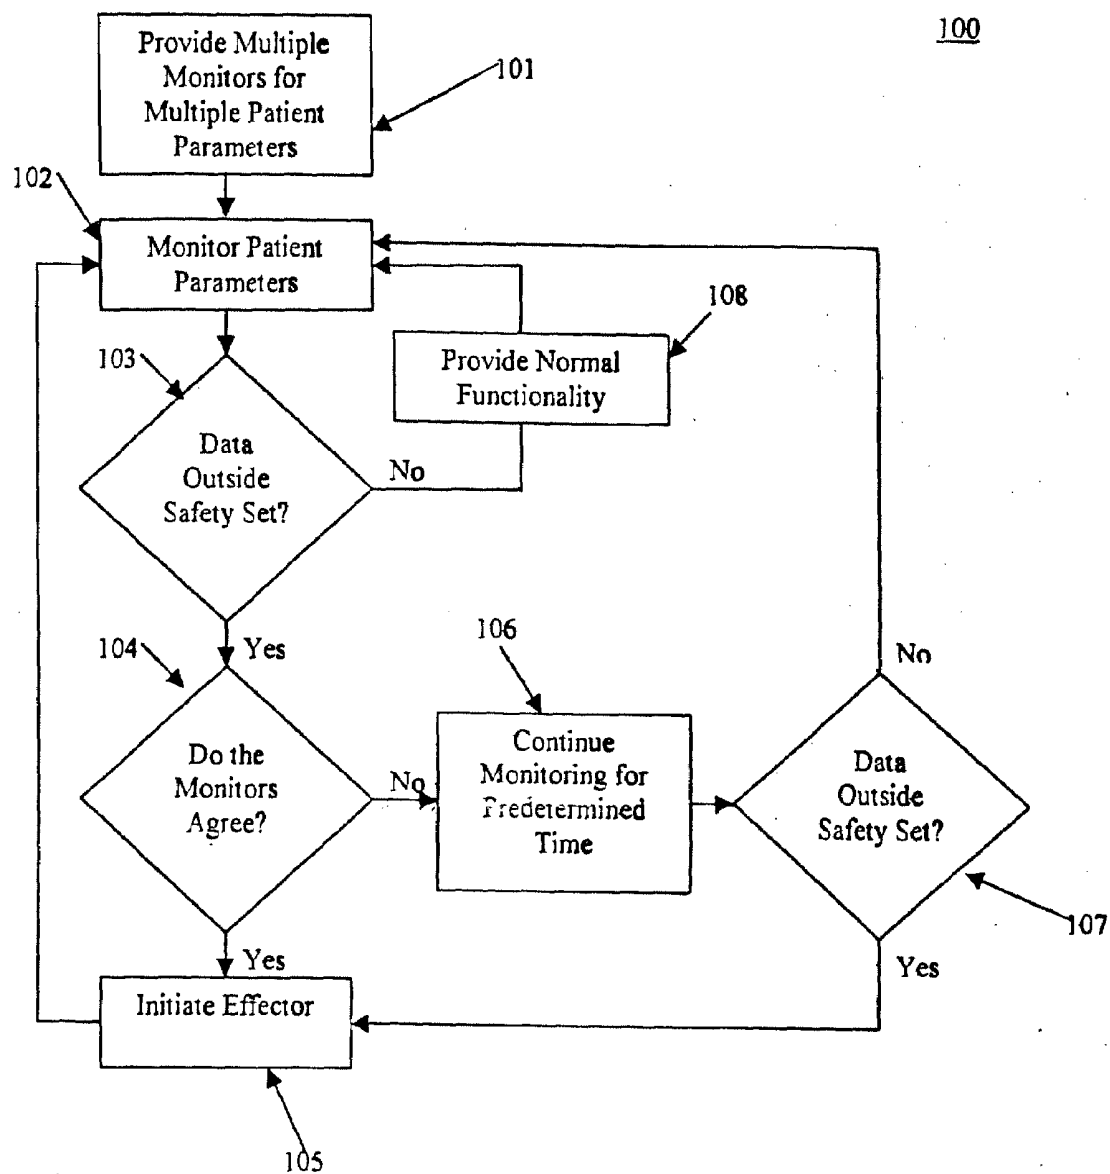 100
Provide Multiple
Monitors for
Multiple Patient
Parameters
101
102
Monitor Patient
Parameters
108
Provide Normal
Functionality
103
Data
Outside
Safety Set?
No
Yes
104
Do the
Monitors
Agree?
No
106
Continue
Monitoring for
Predetermined
Time
No
Data
Outside
Safety Set?
107
Yes
Yes
Initiate Effector
105